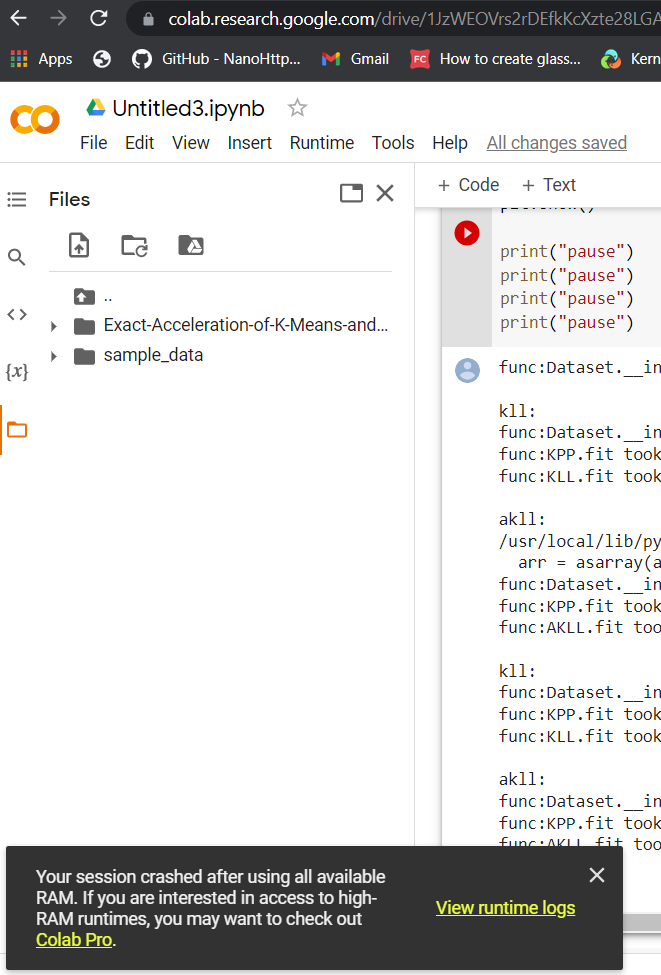 colab.research.google.com/drive/1JzWEOVrs2rDEfkKcXzte28LGA
Apps
GitHub - NanoHttp...
Gmail
FC
How to create glass...
Kern
Untitled3.ipynb
File Edit View Insert Runtime Tools Help All changes saved
Files
+ Code + Text
..
Exact-Acceleration-of-K-Means-and...
sample_data
{x}
print("pause")
print("pause")
print("pause")
print("pause")
func:Dataset.__in
kll:
func:Dataset.__in
func:KPP.fit took
func:KLL.fit took
akll:
/usr/local/lib/py
arr = asarray(a
func:Dataset.__in
func:KPP.fit took
func:AKLL.fit too
kll:
func:Dataset.__in
func:KPP.fit took
func:KLL.fit took
akll:
func:Dataset.__in
func:KPP.fit took
func:AKLL.fit too
Your session crashed after using all available
RAM. If you are interested in access to high-
RAM runtimes, you may want to check out
Colab Pro.
View runtime logs